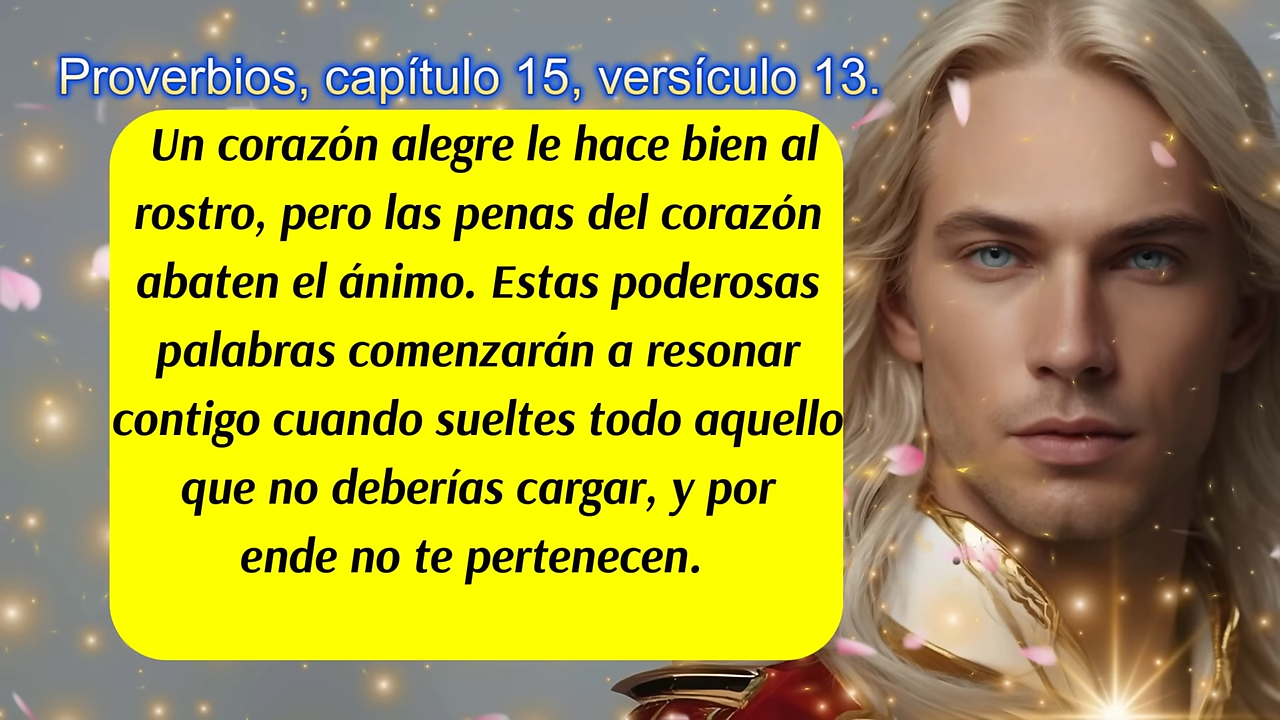 Proverbios, capítulo 15, versículo 13.
Un corazón alegre le hace bien al
rostro, pero las penas del corazón
abaten el ánimo. Estas poderosas
palabras comenzarán a resonar
contigo cuando sueltes todo aquello
que no deberías cargar, y por
ende no te pertenecen.